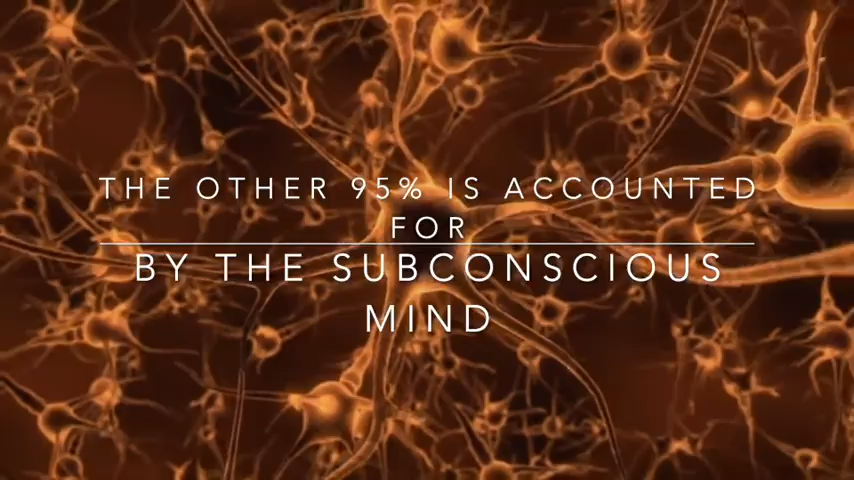 THE OTHER 95% IS ACCOUNTED
FOR
BY THE SUBCONSCIOUS
MIND